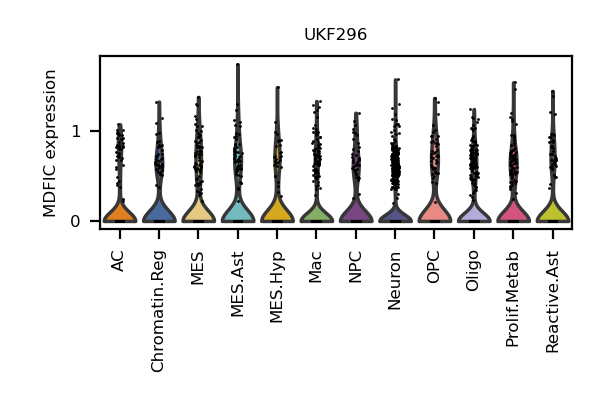 UKF296
MDFIC expression
1
0
AC
Chromatin.Reg
MES
MES.Ast
MES.Hyp
Mac
NPC
Neuron
OPC
Oligo
Prolif.Metab
Reactive.Ast